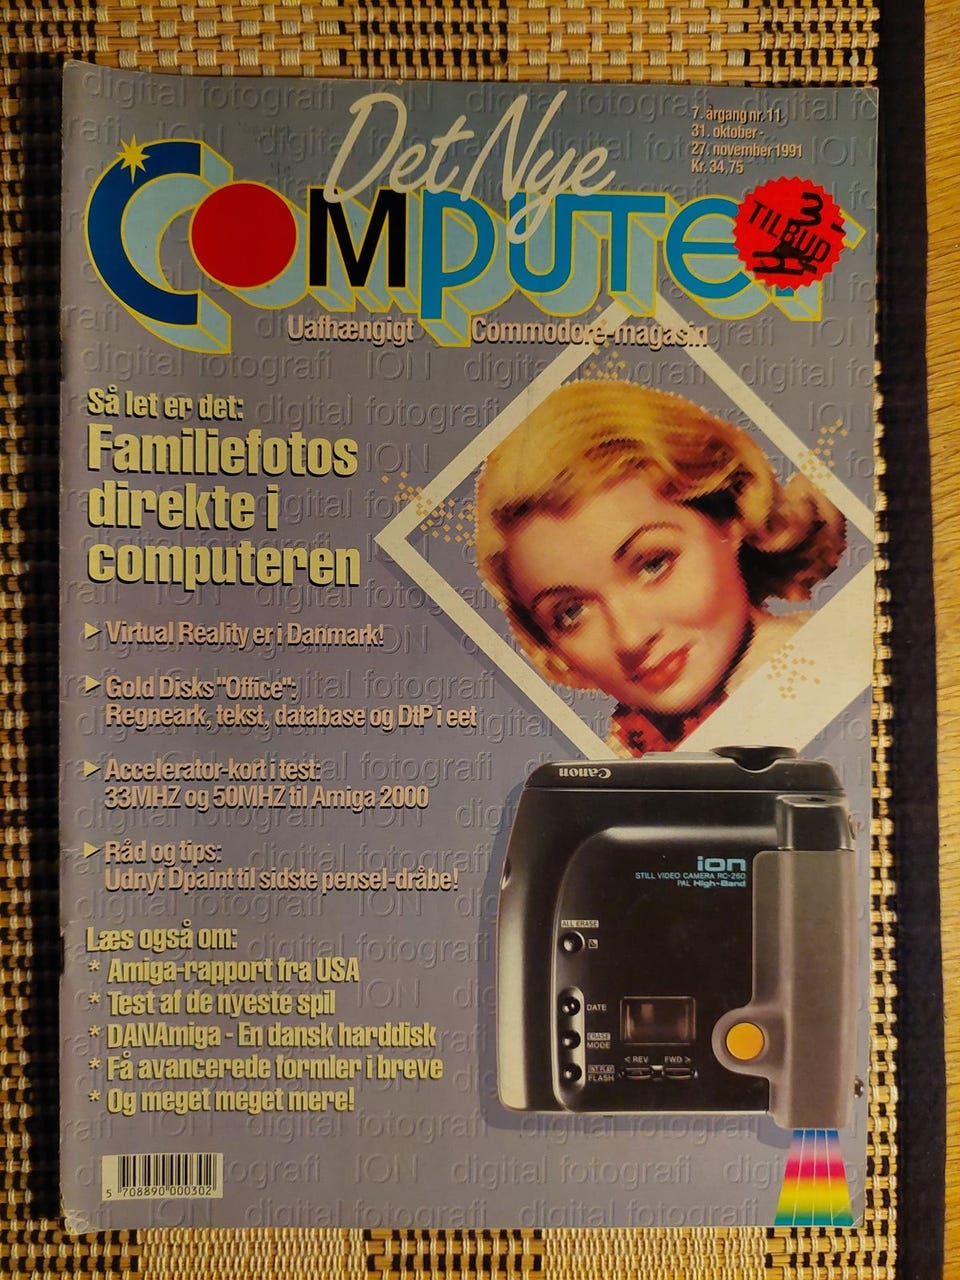 Det Nye
COMPUTER
7. årgang nr. 11
31. oktober -
27. november 1991
Kr. 34,75
3.-
TILBUD
Uafhængigt Commodore-magasin
Så let er det:
Familiefotos
direkte i
computeren
Virtual Reality er i Danmark!
Gold Disks "Office":
Regneark, tekst, database og DtP i eet
Accelerator-kort i test:
33MHZ og 50MHZ til Amiga 2000
Råd og tips:
Udnyt Dpaint til sidste pensel-dråbe!
Læs også om:
* Amiga-rapport fra USA
* Test af de nyeste spil
* DANAmiga - En dansk harddisk
* Få avancerede formler i breve
* Og meget meget mere!
Canon
ion
STILL VIDEO CAMERA RC-260
PAL High-Band
ALL ERASE
DATE
ERASE
MODE
< REV FWD >
INT.PLAY
FLASH
5 708890 000302
digital fotografi ION digital fotografi ION